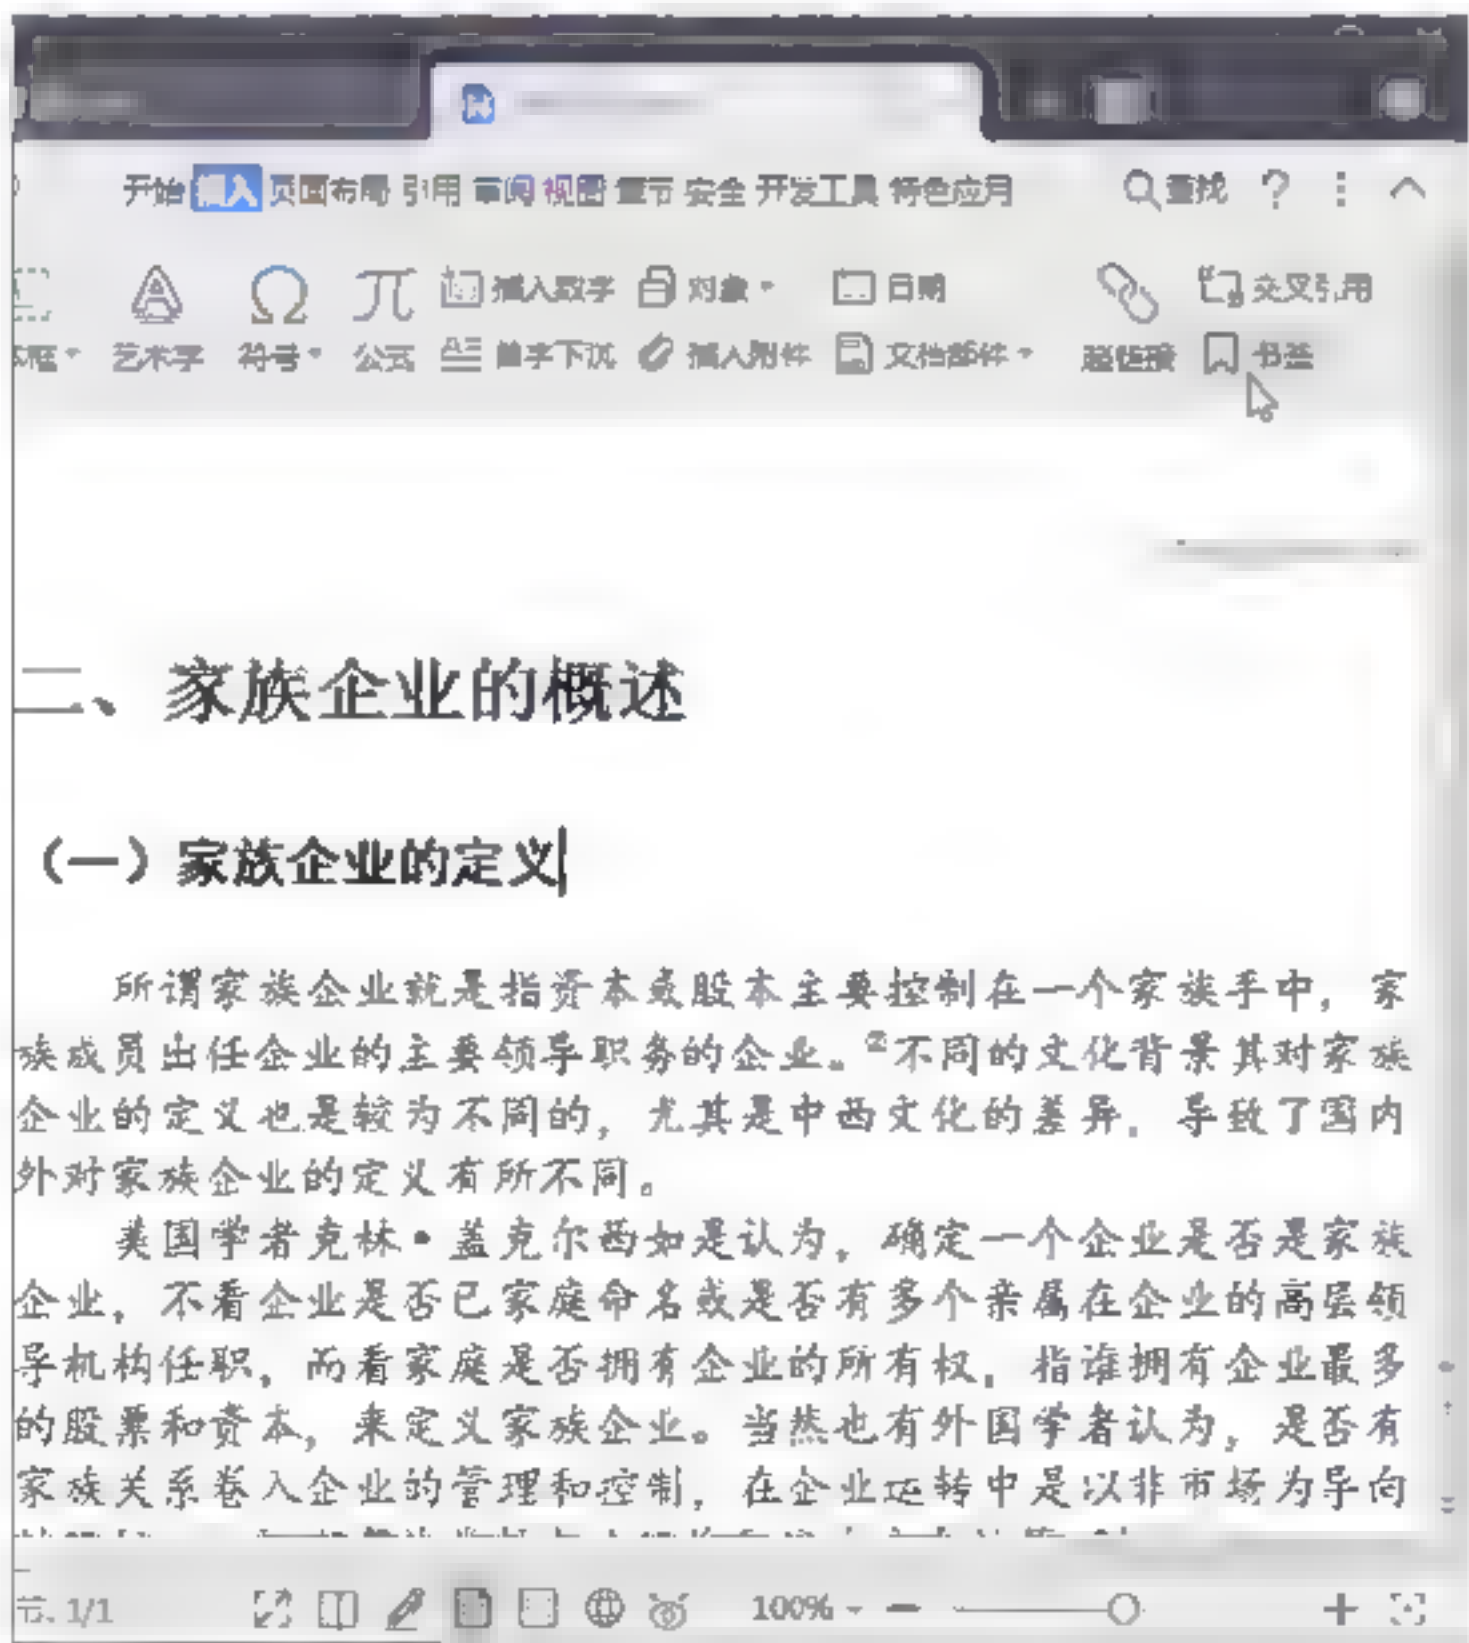 开始 插入 页面布局 引用 审阅 视图 章节 安全 开发工具 特色应用 查找
插入数字 对象 日期 交叉引用
艺术字 符号 公式 首字下沉 插入附件 文档部件 超链接 书签
二、家族企业的概述
（一）家族企业的定义
所谓家族企业就是指资本或股本主要控制在一个家族手中，家
族成员出任企业的主要领导职务的企业。②不同的文化背景其对家族
企业的定义也是较为不同的，尤其是中西文化的差异，导致了国内
外对家族企业的定义有所不同。
美国学者克林•盖克尔西如是认为，确定一个企业是否是家族
企业，不看企业是否已家庭命名或是否有多个亲属在企业的高层领
导机构任职，而看家庭是否拥有企业的所有权，指谁拥有企业最多
的股票和资本，来定义家族企业。当然也有外国学者认为，是否有
家族关系卷入企业的管理和控制，在企业运转中是以非市场为导向
节: 1/1 100%